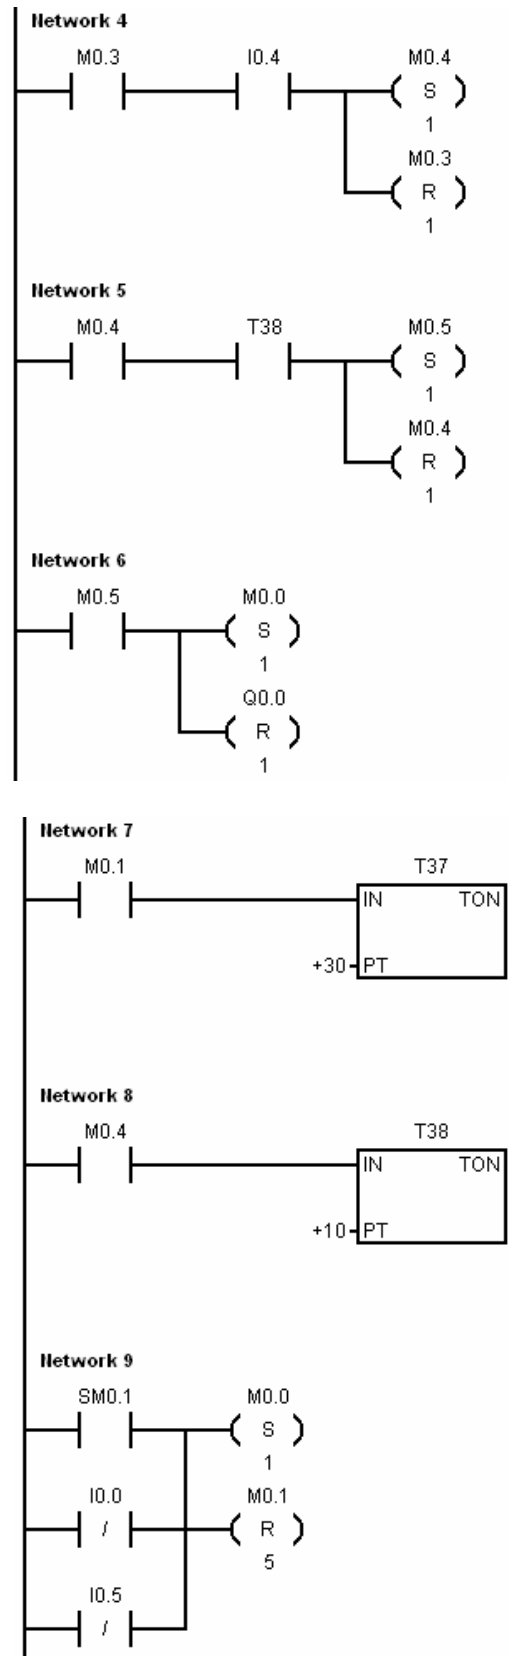 Network 4
M0.3 I0.4 M0.4
S
1
M0.3
R
1
Network 5
M0.4 T38 M0.5
S
1
M0.4
R
1
Network 6
M0.5 M0.0
S
1
Q0.0
R
1
Network 7
M0.1 T37
IN TON
+30 PT
Network 8
M0.4 T38
IN TON
+10 PT
Network 9
SM0.1 M0.0
S
1
I0.0 M0.1
/ R
5
I0.5
/